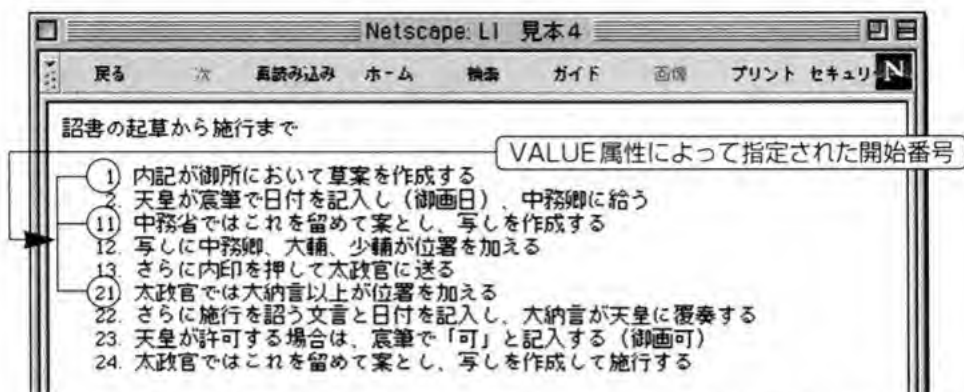 Netscape: LI 見本4
戻る 次 再読み込み ホーム 検索 ガイド 画像 プリント セキュリ N
詔書の起草から施行まで
VALUE属性によって指定された開始番号
1. 内記が御所において草案を作成する
2. 天皇が宸筆で日付を記入し（御画日）、中務卿に給う
11. 中務省ではこれを留めて案とし、写しを作成する
12. 写しに中務卿、大輔、少輔が位署を加える
13. さらに内印を押して太政官に送る
21. 太政官では大納言以上が位署を加える
22. さらに施行を詔う文言と日付を記入し、大納言が天皇に覆奏する
23. 天皇が許可する場合は、宸筆で「可」と記入する（御画可）
24. 太政官ではこれを留めて案とし、写しを作成して施行する